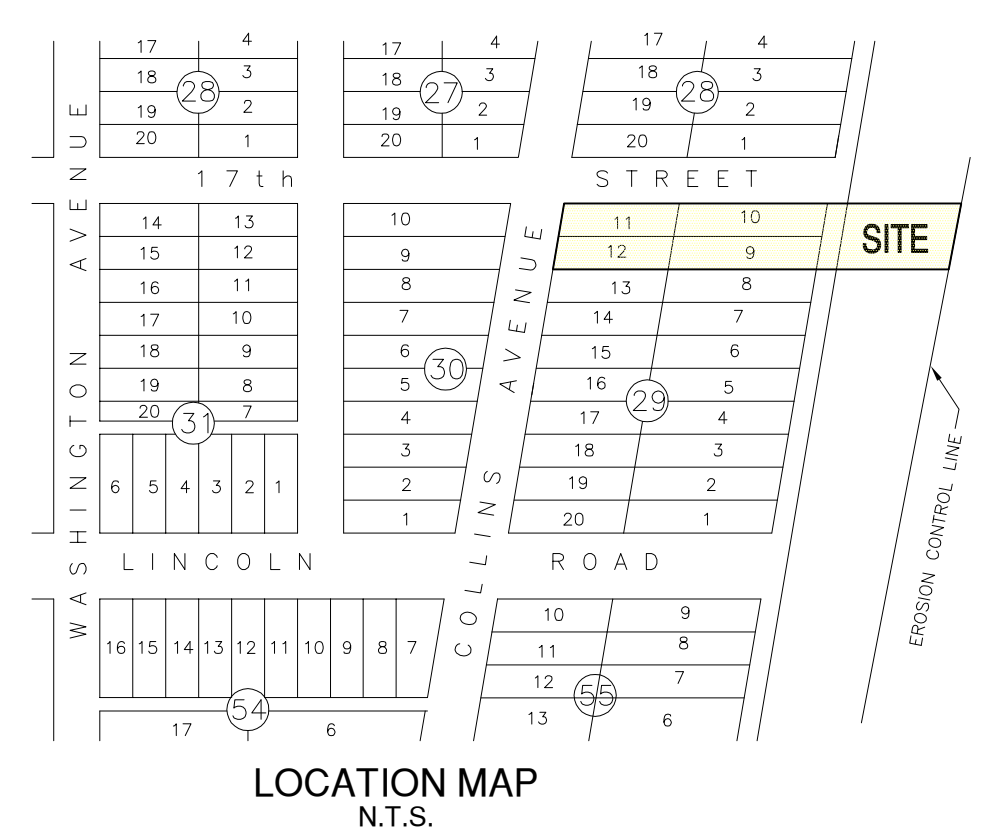 17 4 17 4 17 4
18 3 18 3 18 3
28 27 28
19 2 19 2 19 2
20 1 20 1 20 1
17th STREET
WASHINGTON AVENUE
COLLINS AVENUE
14 13 10 11 10
SITE
15 12 9 12 9
16 11 8 13 8
17 10 7 14 7
18 9 6 15 6
30
19 8 5 16 5
29
20 7 4 17 4
31
3 18 3
6 5 4 3 2 1 2 19 2
1 20 1
EROSION CONTROL LINE
LINCOLN ROAD
10 9
16 15 14 13 12 11 10 9 8 7 11 8
12 7
54 55
17 6 13 6
LOCATION MAP
N.T.S.